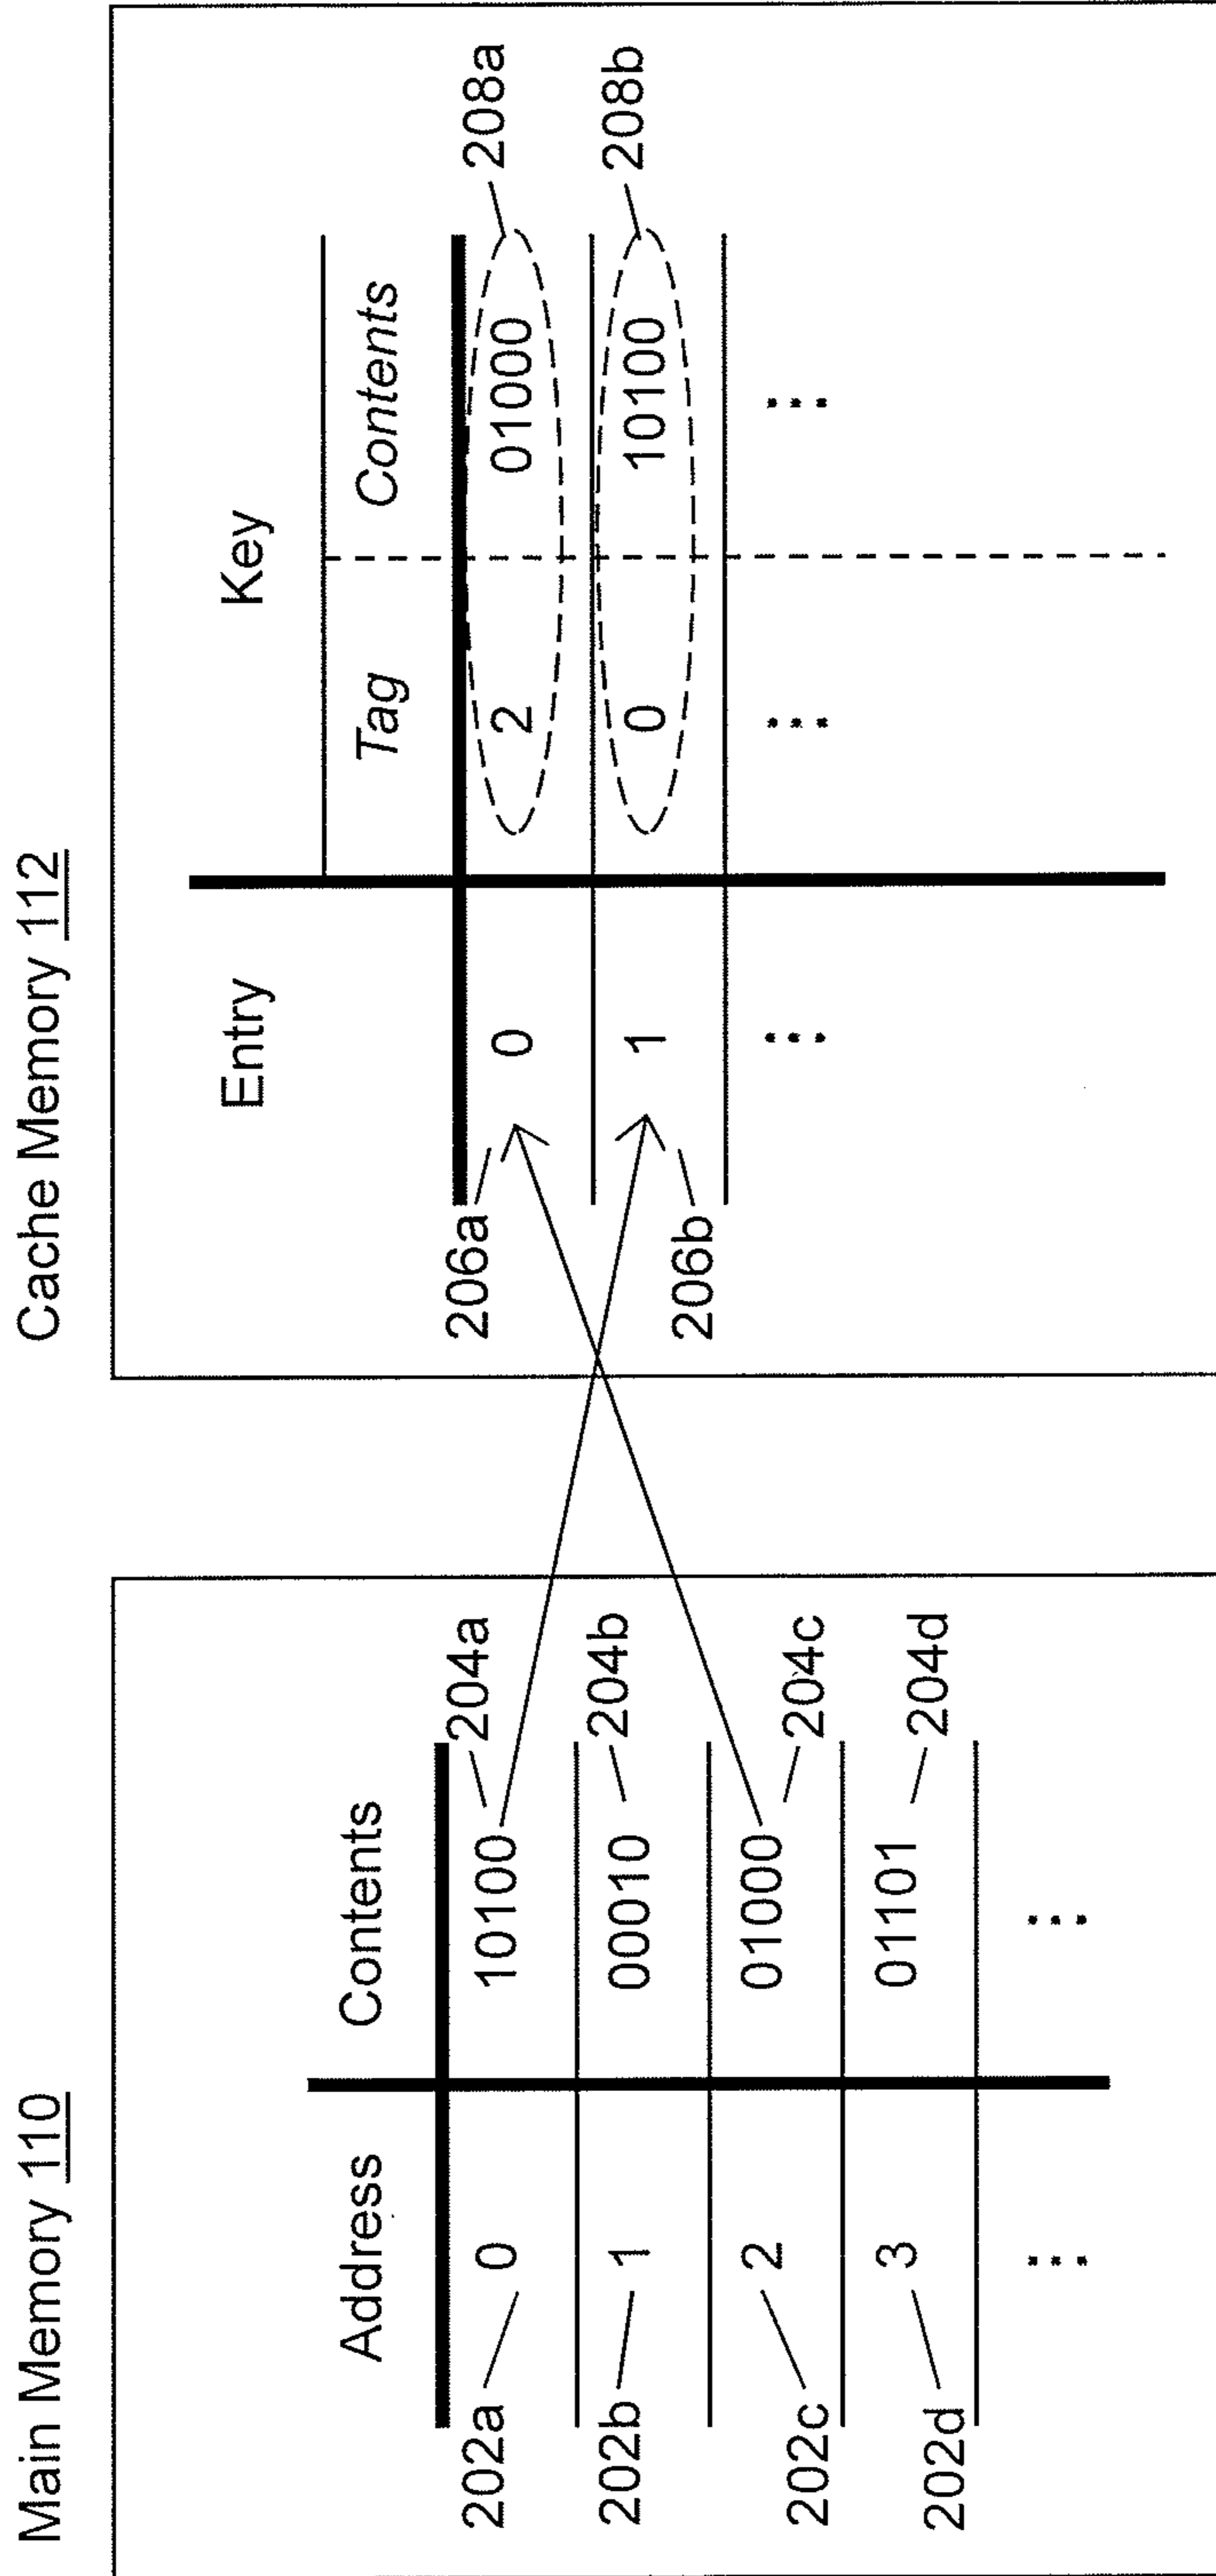 Main Memory 110
Address Contents
202a 0 10100 204a
202b 1 00010 204b
202c 2 01000 204c
202d 3 01101 204d
... ...
Cache Memory 112
Entry Key
Tag Contents
206a 0 2 01000 208a
206b 1 0 10100 208b
... ... ...